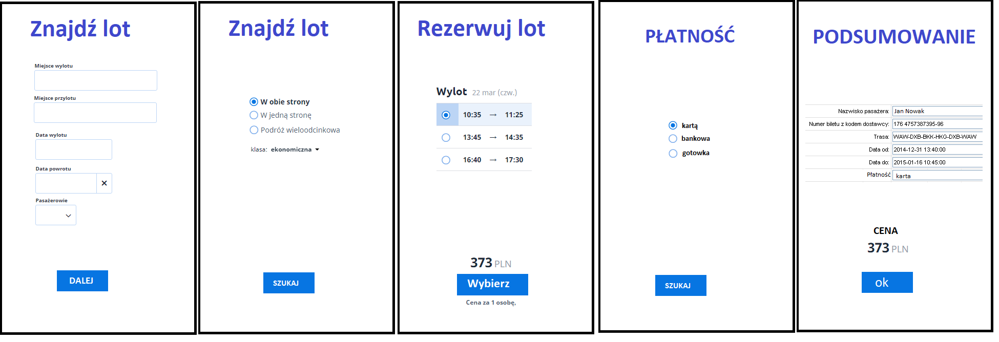 Znajdź lot
Miejsce wylotu
Miejsce przylotu
Data wylotu
Data powrotu
Pasażerowie
DALEJ
Znajdź lot
W obie strony
W jedną stronę
Podróż wieloodcinkowa
klasa: ekonomiczna
SZUKAJ
Rezerwuj lot
Wylot 22 mar (czw.)
10:35 → 11:25
13:45 → 14:35
16:40 → 17:30
373 PLN
Wybierz
Cena za 1 osobę,
PŁATNOŚĆ
kartą
bankowa
gotowka
SZUKAJ
PODSUMOWANIE
Nazwisko pasażera: Jan Nowak
Numer biletu z kodem dostawcy: 176 4757387395-96
Trasa: WAW-DXB-BKK-HKG-DXB-WAW
Data od: 2014-12-31 13:40:00
Data do: 2015-01-16 10:45:00
Płatność karta
CENA
373 PLN
ok